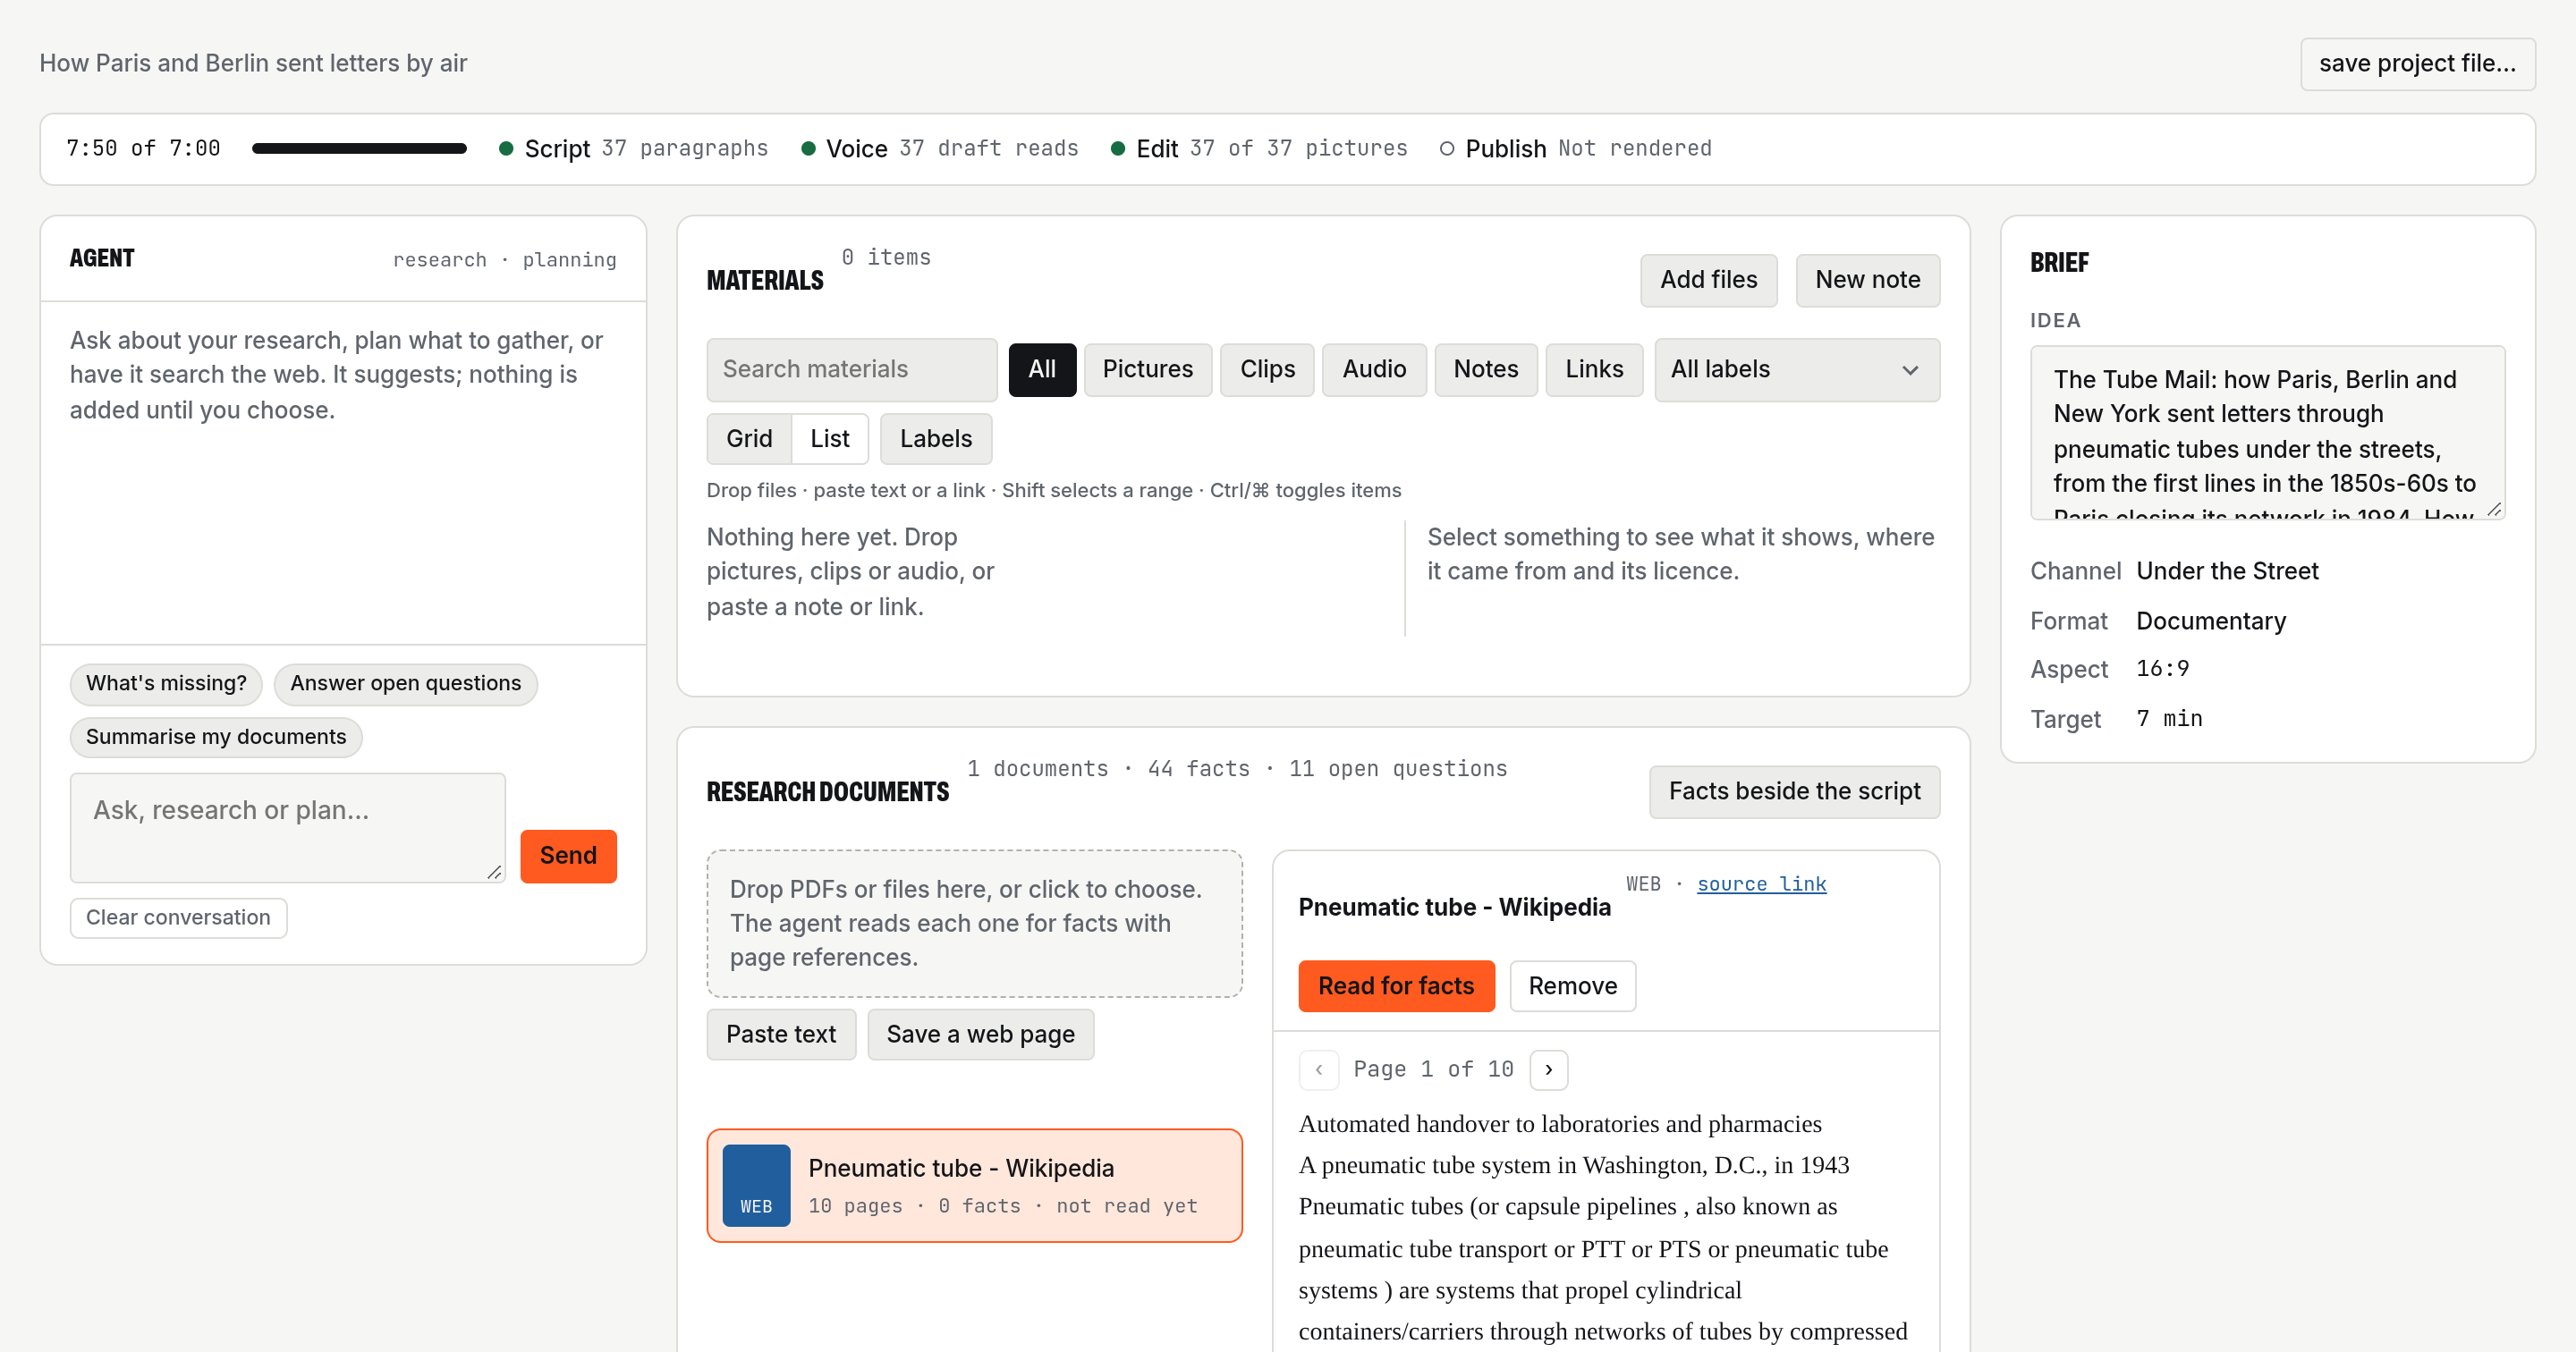 How Paris and Berlin sent letters by air
save project file...
7:50 of 7:00
Script 37 paragraphs
Voice 37 draft reads
Edit 37 of 37 pictures
Publish Not rendered
AGENT
research · planning
Ask about your research, plan what to gather, or
have it search the web. It suggests; nothing is
added until you choose.
What's missing?
Answer open questions
Summarise my documents
Ask, research or plan...
Send
Clear conversation
MATERIALS
0 items
Add files
New note
Search materials
All
Pictures
Clips
Audio
Notes
Links
All labels
Grid
List
Labels
Drop files · paste text or a link · Shift selects a range · Ctrl/⌘ toggles items
Nothing here yet. Drop
pictures, clips or audio, or
paste a note or link.
Select something to see what it shows, where
it came from and its licence.
RESEARCH DOCUMENTS
1 documents · 44 facts · 11 open questions
Facts beside the script
Drop PDFs or files here, or click to choose.
The agent reads each one for facts with
page references.
Paste text
Save a web page
WEB
Pneumatic tube - Wikipedia
10 pages · 0 facts · not read yet
Pneumatic tube - Wikipedia
WEB · source link
Read for facts
Remove
‹ Page 1 of 10 ›
Automated handover to laboratories and pharmacies
A pneumatic tube system in Washington, D.C., in 1943
Pneumatic tubes (or capsule pipelines , also known as
pneumatic tube transport or PTT or PTS or pneumatic tube
systems ) are systems that propel cylindrical
containers/carriers through networks of tubes by compressed
BRIEF
IDEA
The Tube Mail: how Paris, Berlin and
New York sent letters through
pneumatic tubes under the streets,
from the first lines in the 1850s-60s to
Paris closing its network in 1984. How
Channel Under the Street
Format Documentary
Aspect 16:9
Target 7 min